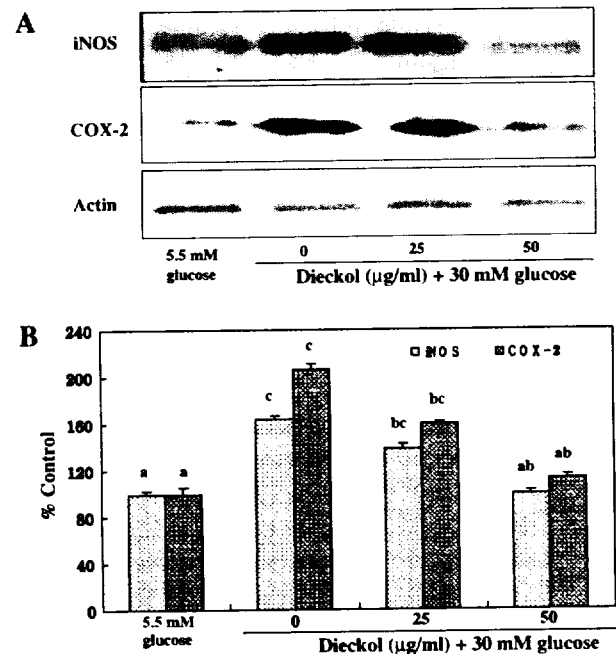 A
iNOS
COX-2
Actin
5.5 mM
glucose
0
25
50
Dieckol (μg/ml) + 30 mM glucose
B
% Control
240
200
160
120
80
40
0
iNOS
COX-2
a
a
c
c
bc
bc
ab
ab
5.5 mM
glucose
0
25
50
Dieckol (μg/ml) + 30 mM glucose